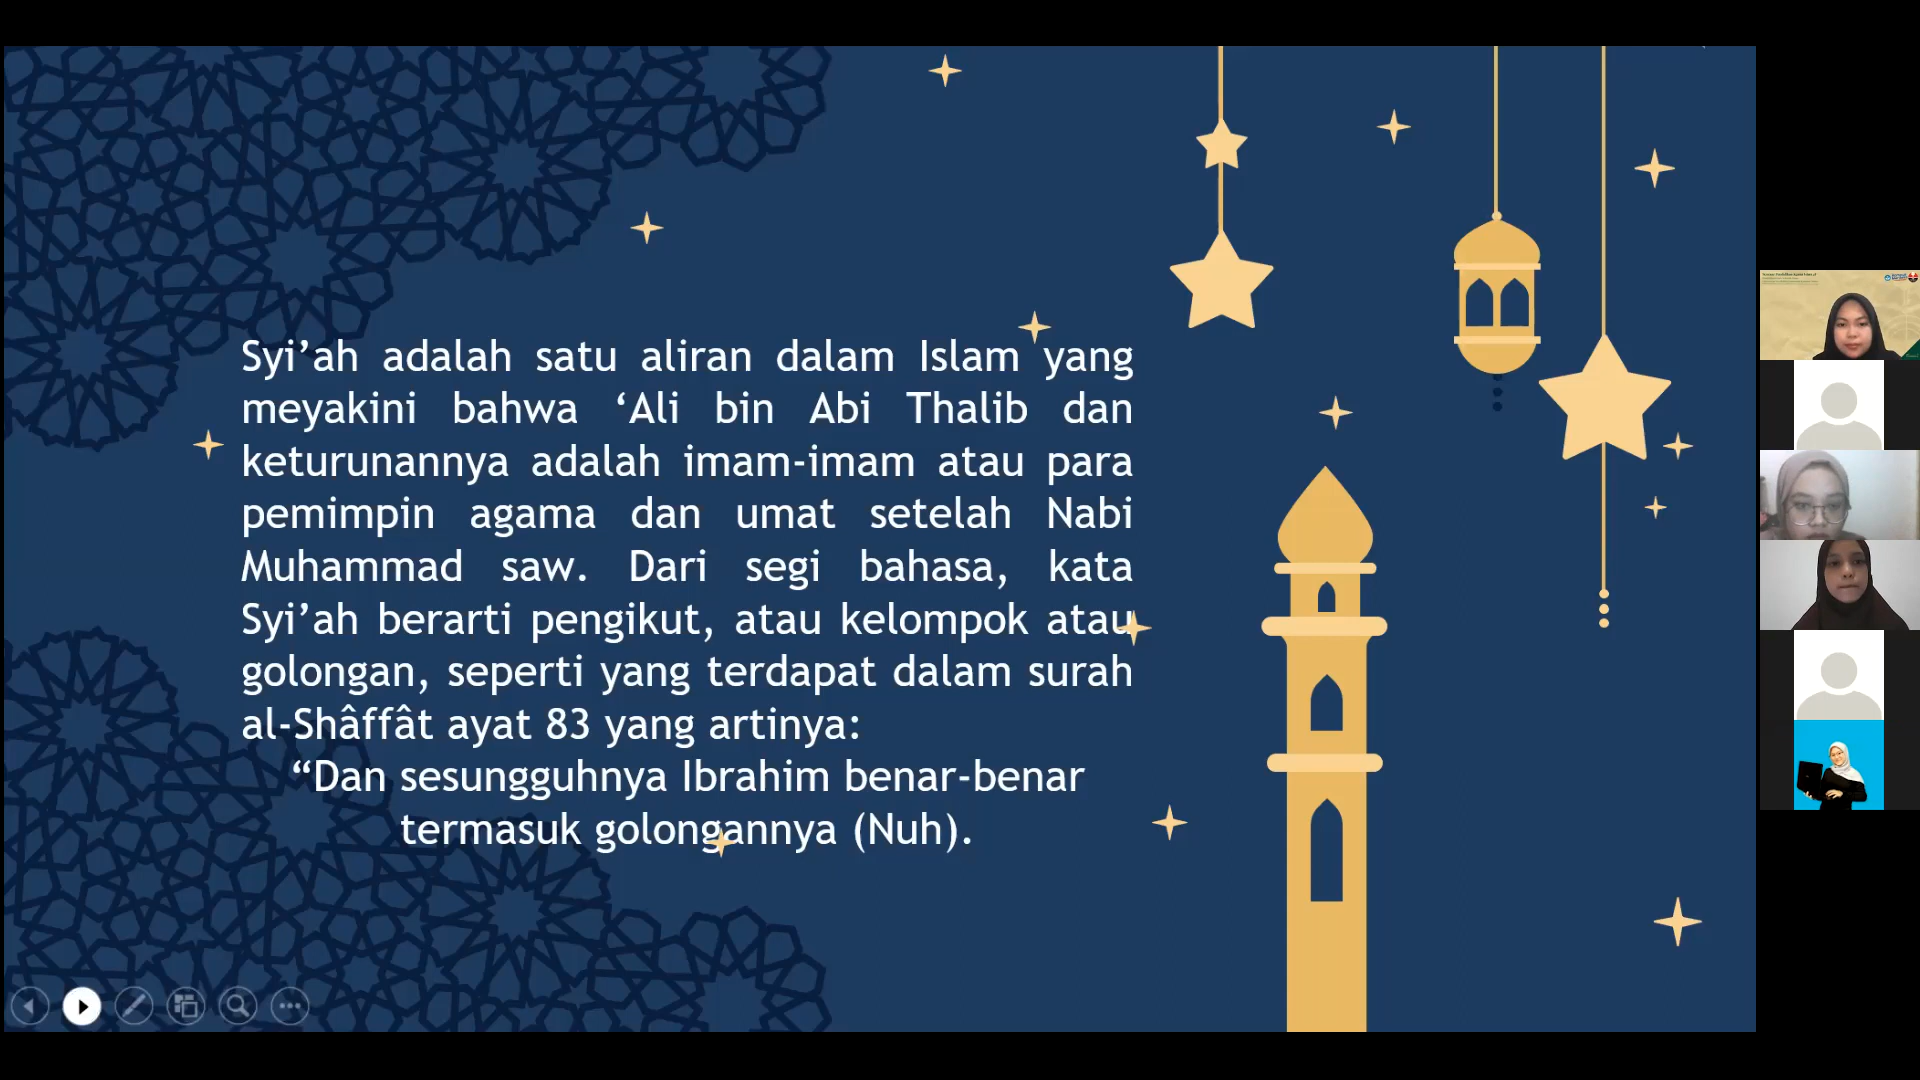 Syi’ah adalah satu aliran dalam Islam yang
meyakini bahwa ‘Ali bin Abi Thalib dan
keturunannya adalah imam-imam atau para
pemimpin agama dan umat setelah Nabi
Muhammad saw. Dari segi bahasa, kata
Syi’ah berarti pengikut, atau kelompok atau
golongan, seperti yang terdapat dalam surah
al-Shâffât ayat 83 yang artinya:
“Dan sesungguhnya Ibrahim benar-benar
termasuk golongannya (Nuh).